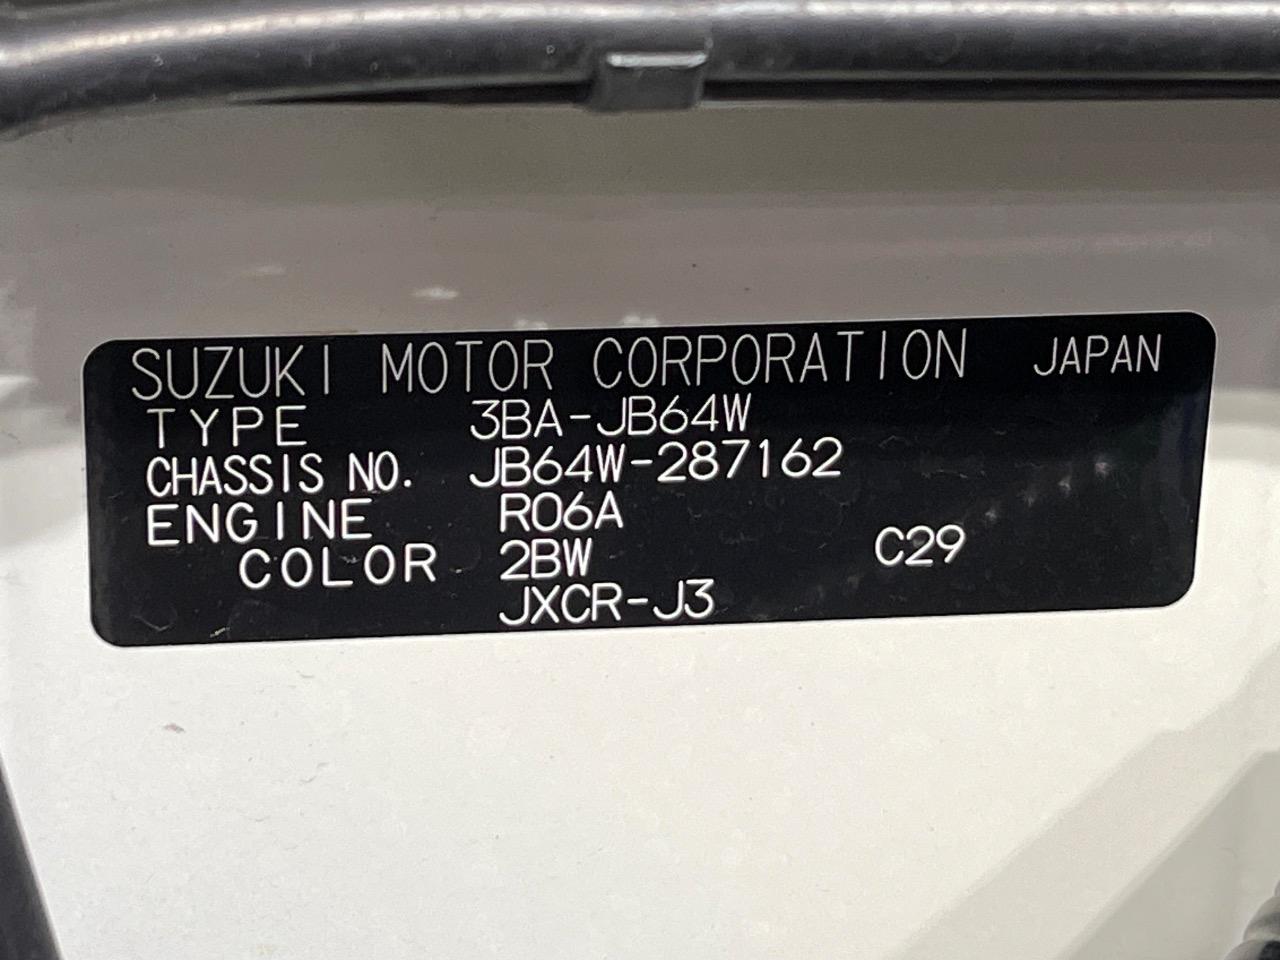 SUZUKI MOTOR CORPORATION JAPAN
TYPE 3BA-JB64W
CHASSIS NO. JB64W-287162
ENGINE R06A
COLOR 2BW C29
JXCR-J3